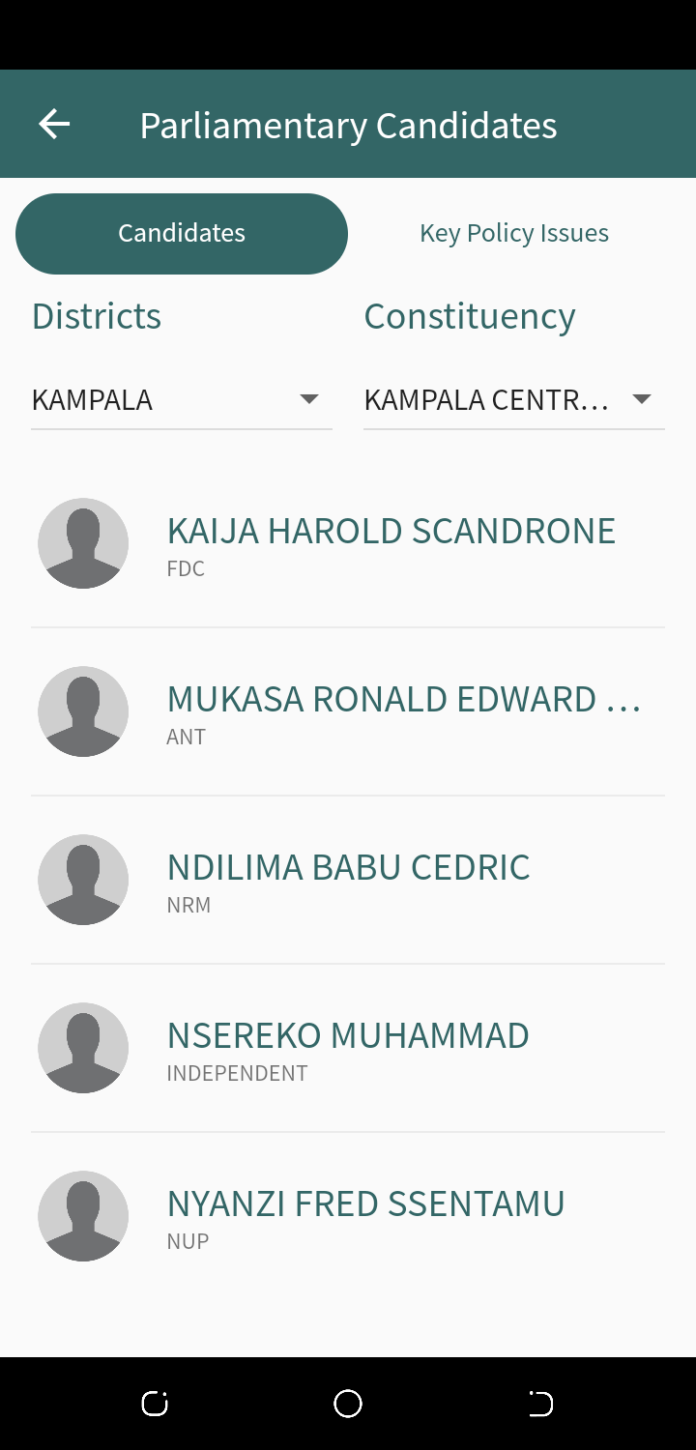 Parliamentary Candidates
Candidates
Key Policy Issues
Districts
Constituency
KAMPALA
KAMPALA CENTR...
KAIJA HAROLD SCANDRONE
FDC
MUKASA RONALD EDWARD ...
ANT
NDILIMA BABU CEDRIC
NRM
NSEREKO MUHAMMAD
INDEPENDENT
NYANZI FRED SSENTAMU
NUP